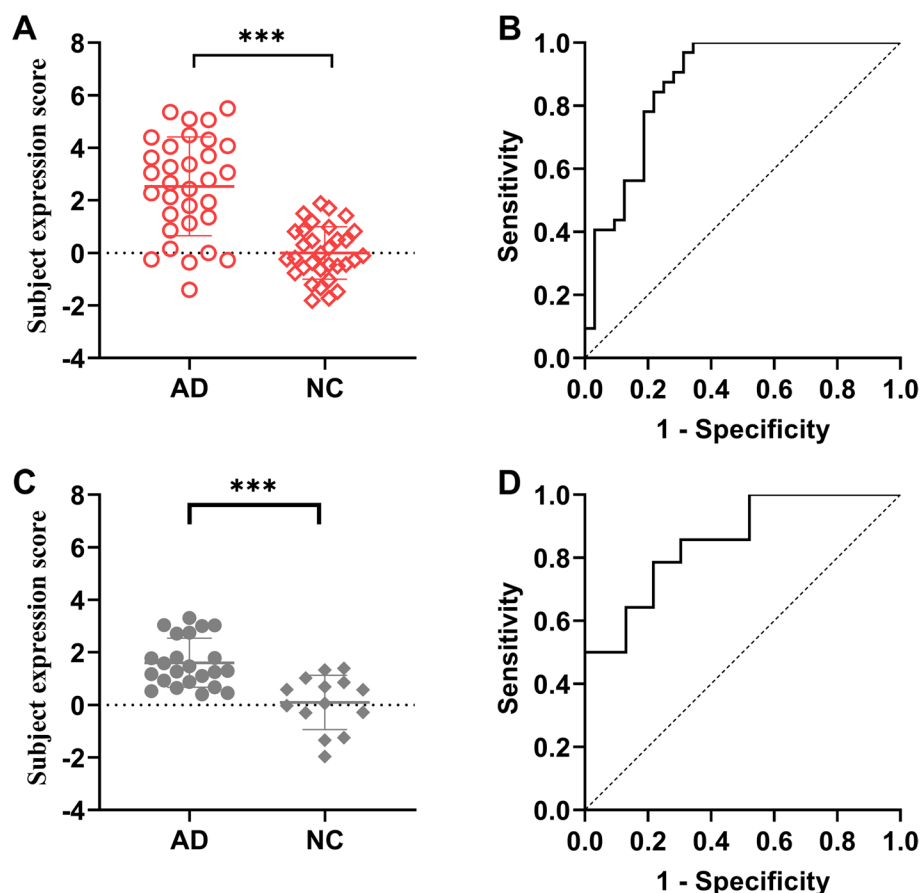 A
Subject expression score
8
6
4
2
0
-2
-4
***
AD
NC
B
Sensitivity
1.0
0.8
0.6
0.4
0.2
0.0
0.0 0.2 0.4 0.6 0.8 1.0
1 - Specificity
C
Subject expression score
8
6
4
2
0
-2
-4
***
AD
NC
D
Sensitivity
1.0
0.8
0.6
0.4
0.2
0.0
0.0 0.2 0.4 0.6 0.8 1.0
1 - Specificity